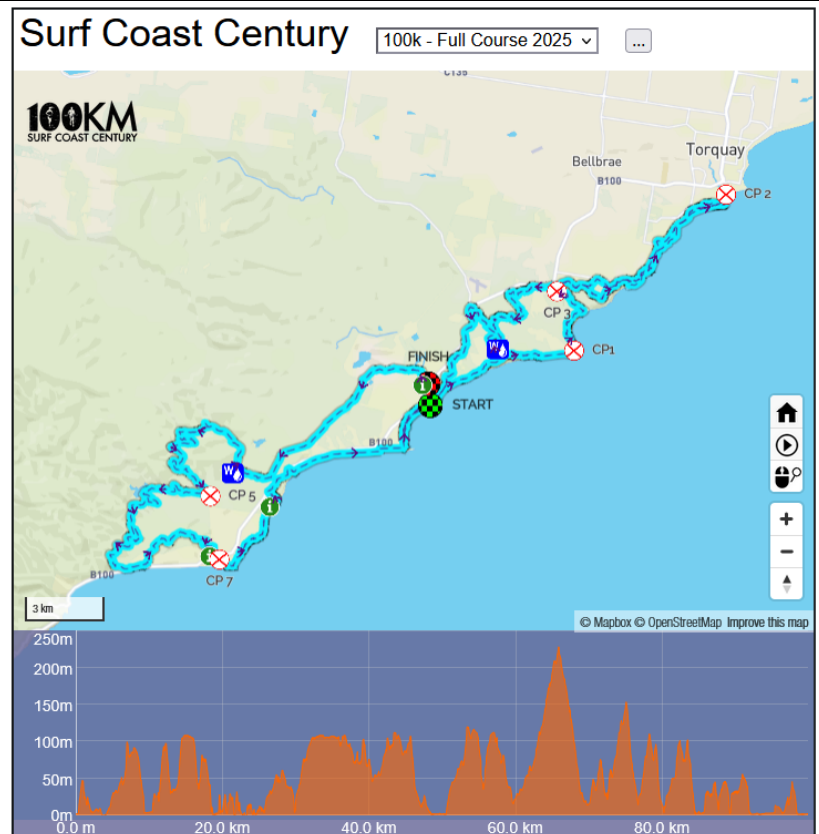 Surf Coast Century
100k - Full Course 2025
...
C135
100KM
SURF COAST CENTURY
Torquay
Bellbrae
B100
CP 2
CP 3
W
CP1
FINISH
i
START
B100
W
CP 5
i
i
CP 7
B100
3 km
© Mapbox © OpenStreetMap Improve this map
250m
200m
150m
100m
50m
0m
0.0 m 20.0 km 40.0 km 60.0 km 80.0 km